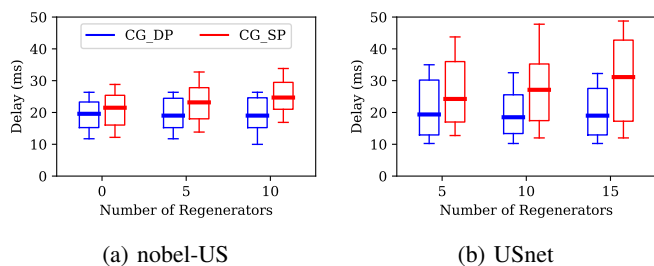 CG_DP CG_SP
Delay (ms)
50
40
30
20
10
0
0 5 10
Number of Regenerators
(a) nobel-US
Delay (ms)
50
40
30
20
10
0
5 10 15
Number of Regenerators
(b) USnet